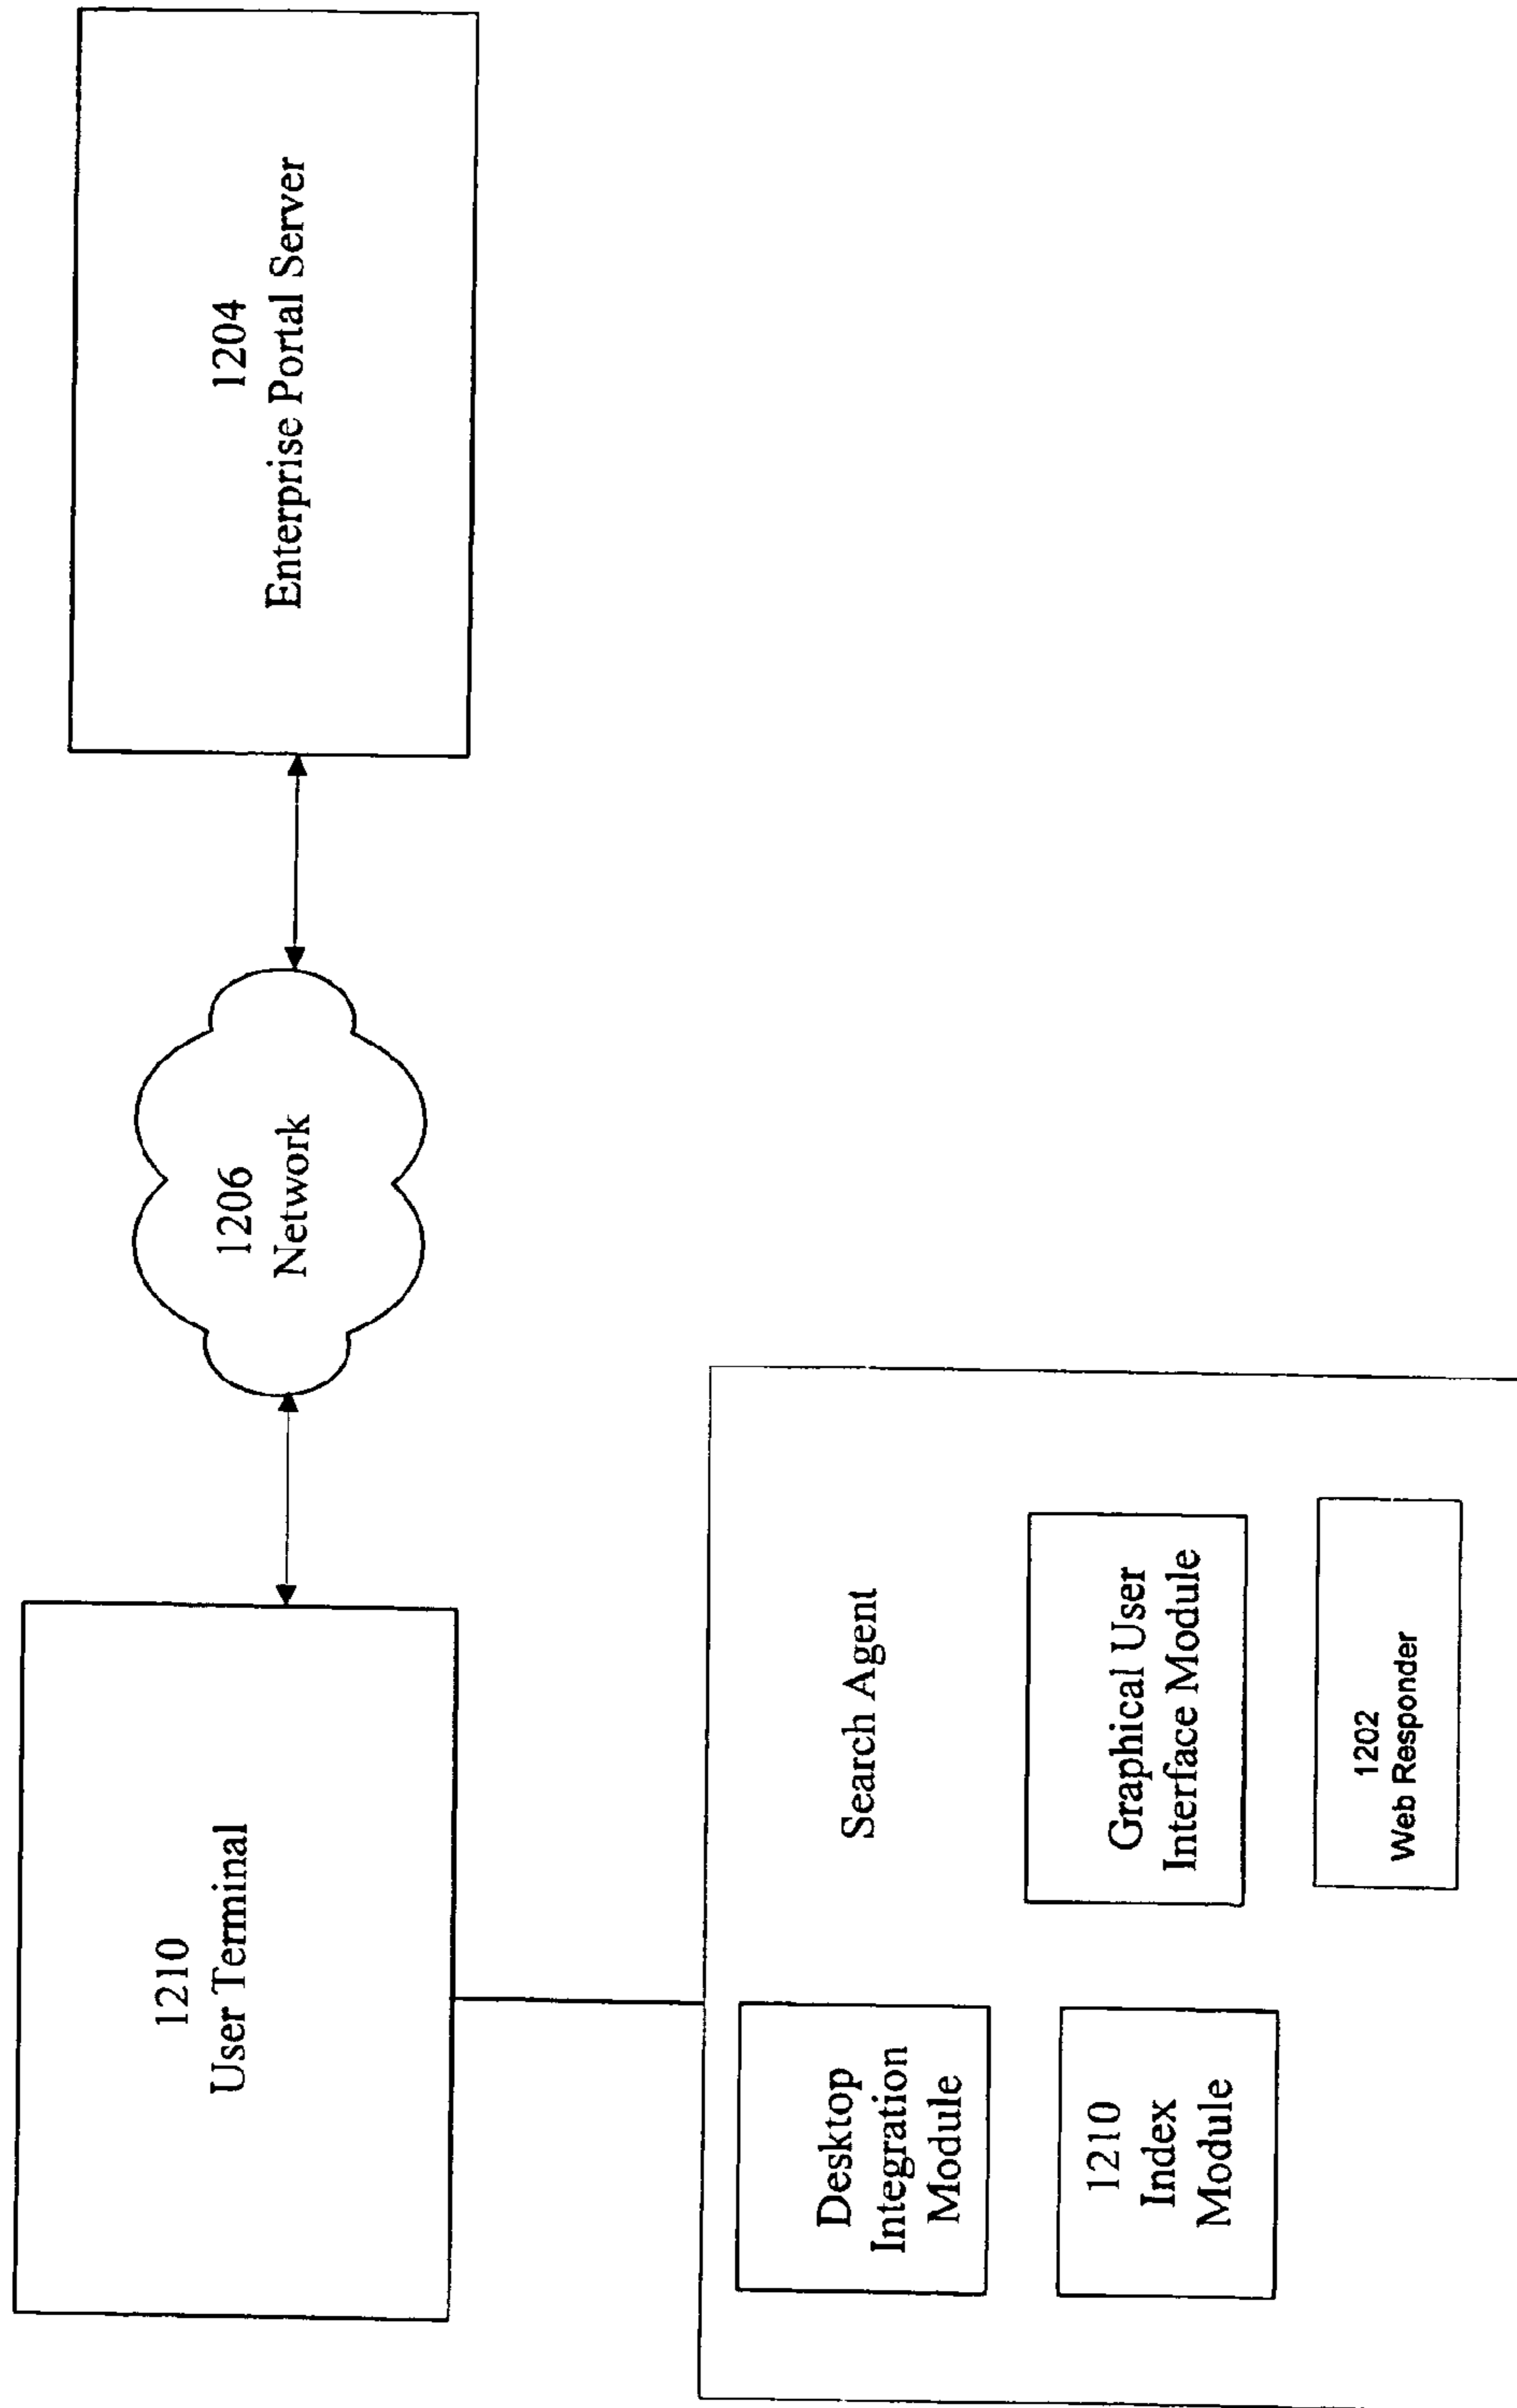 1210
User Terminal
1206
Network
1204
Enterprise Portal Server
Search Agent
Desktop
Integration
Module
Graphical User
Interface Module
1210
Index
Module
1202
Web Responder